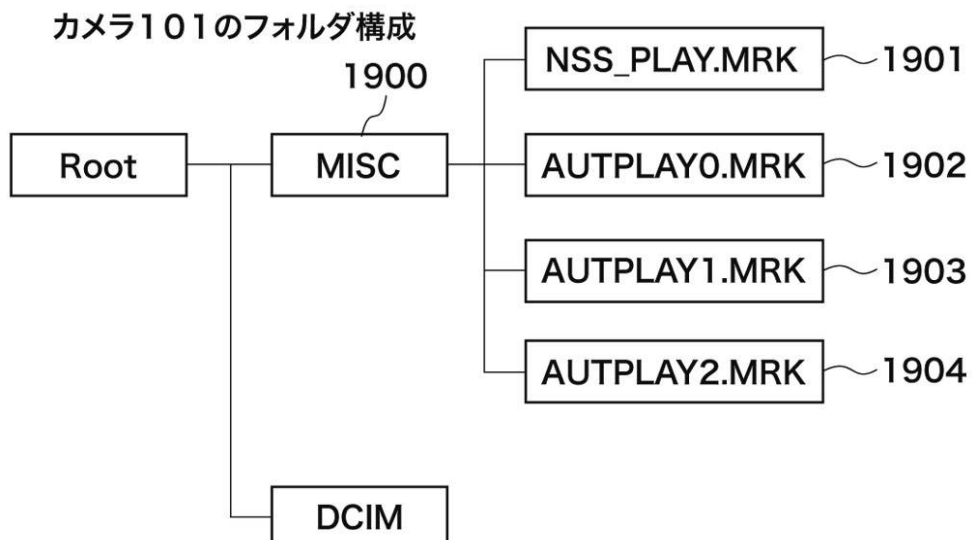 カメラ101のフォルダ構成
1900
Root
MISC
NSS_PLAY.MRK
1901
AUTPLAY0.MRK
1902
AUTPLAY1.MRK
1903
AUTPLAY2.MRK
1904
DCIM